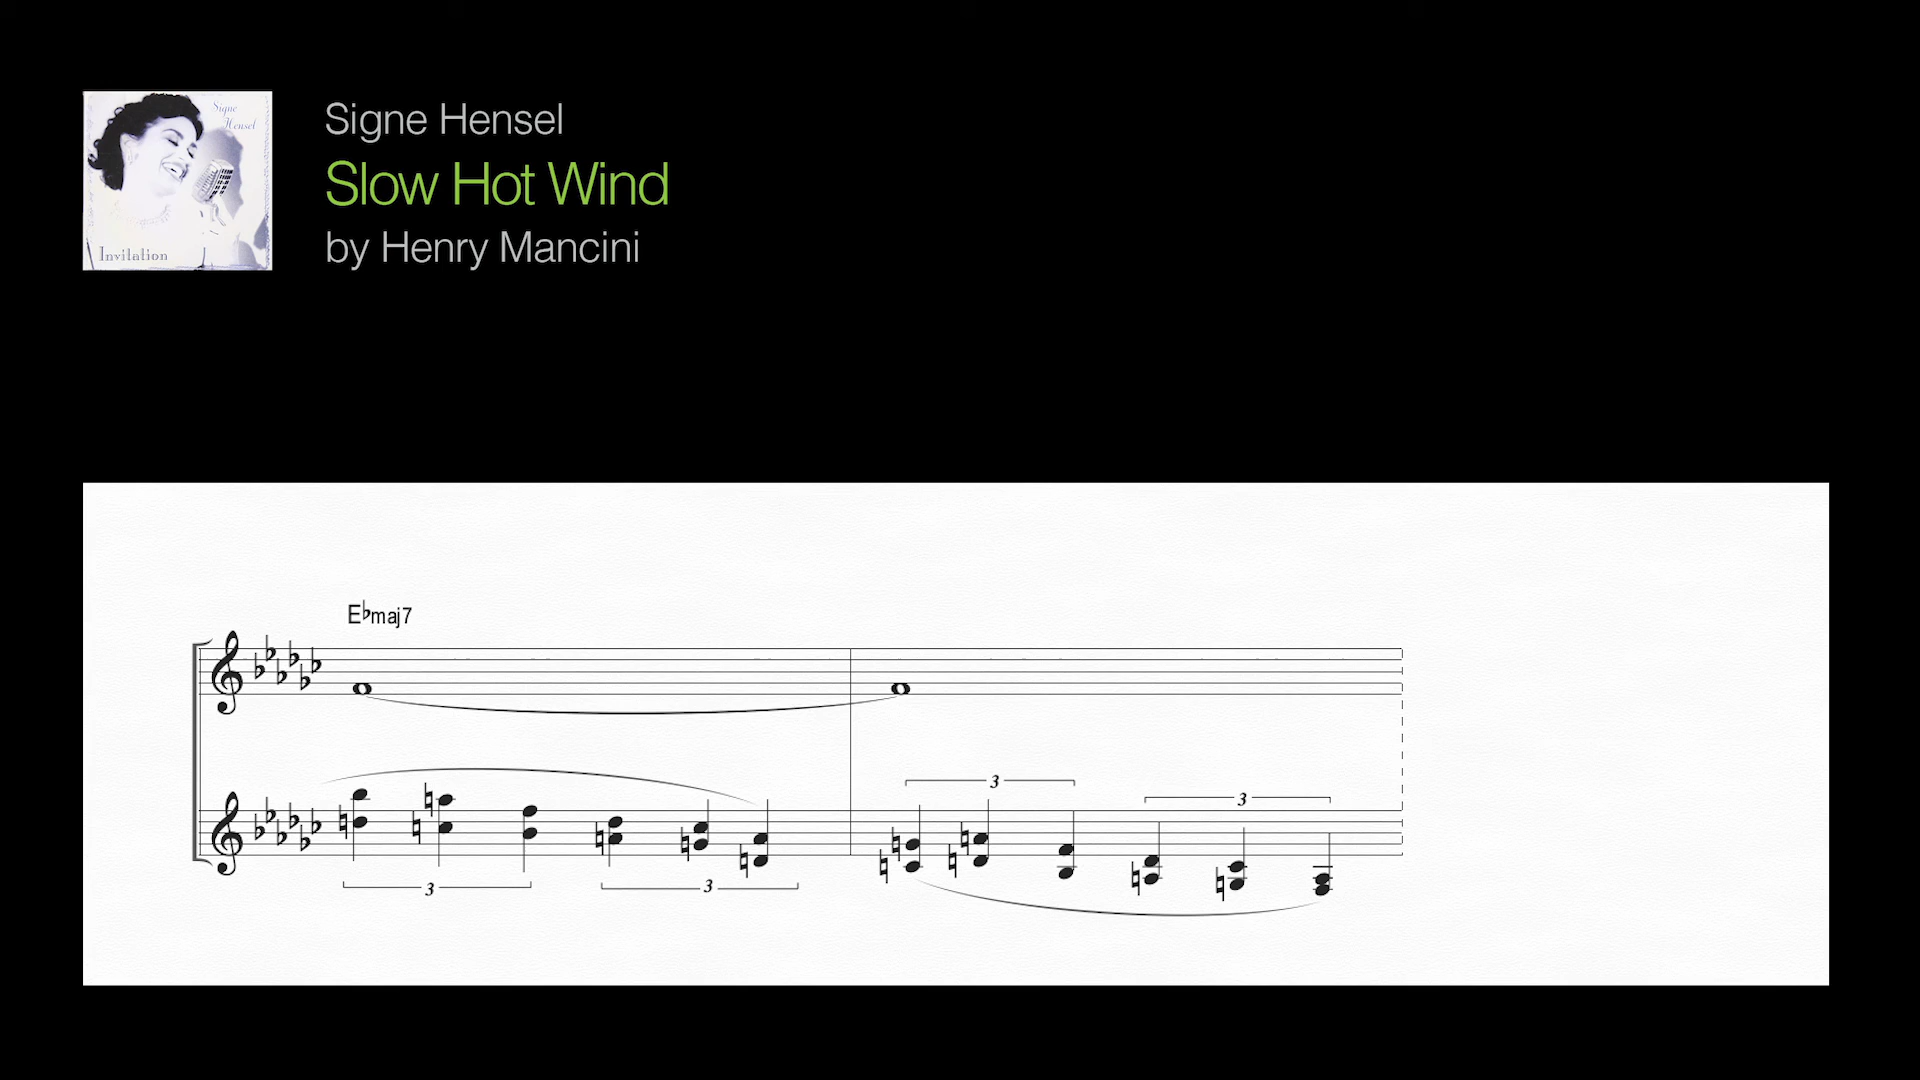 Signe
Hensel
Invitation
Signe Hensel
Slow Hot Wind
by Henry Mancini
E♭maj7
3
3
3
3